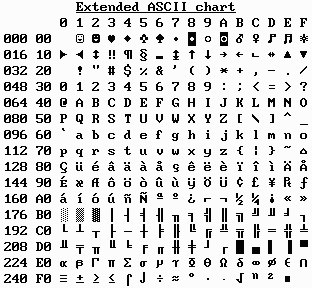 Extended ASCII chart
0 1 2 3 4 5 6 7 8 9 A B C D E F
000 00 ☺ ☻ ♥ ♦ ♣ ♠ • ◘ ○ ◙ ♂ ♀ ♪ ♫ ☼
016 10 ► ◄ ↕ ‼ ¶ § ▬ ↨ ↑ ↓ → ← ∟ ↔ ▲ ▼
032 20 ! " # $ % & ' ( ) * + , - . /
048 30 0 1 2 3 4 5 6 7 8 9 : ; < = > ?
064 40 @ A B C D E F G H I J K L M N O
080 50 P Q R S T U V W X Y Z [ \ ] ^ _
096 60 ` a b c d e f g h i j k l m n o
112 70 p q r s t u v w x y z { | } ~ ⌂
128 80 Ç ü é â ä à å ç ê ë è ï î ì Ä Å
144 90 É æ Æ ô ö ò û ù ÿ Ö Ü ¢ £ ¥ ₧ ƒ
160 A0 á í ó ú ñ Ñ ª º ¿ ⌐ ¬ ½ ¼ ¡ « »
176 B0 ░ ▒ ▓ │ ┤ ╡ ╢ ╖ ╕ ╣ ║ ╗ ╝ ╜ ╛ ┐
192 C0 └ ┴ ┬ ├ ─ ┼ ╞ ╟ ╚ ╔ ╩ ╦ ╠ ═ ╬ ╧
208 D0 ╨ ╤ ╥ ╙ ╘ ╒ ╓ ╫ ╪ ┘ ┌ █ ▄ ▌ ▐ ▀
224 E0 α β Γ π Σ σ µ τ Φ Θ Ω δ ∞ ø ∈ ∩
240 F0 ≡ ± ≥ ≤ ⌠ ⌡ ÷ ≈ ° ∙ · √ ⁿ ² ■